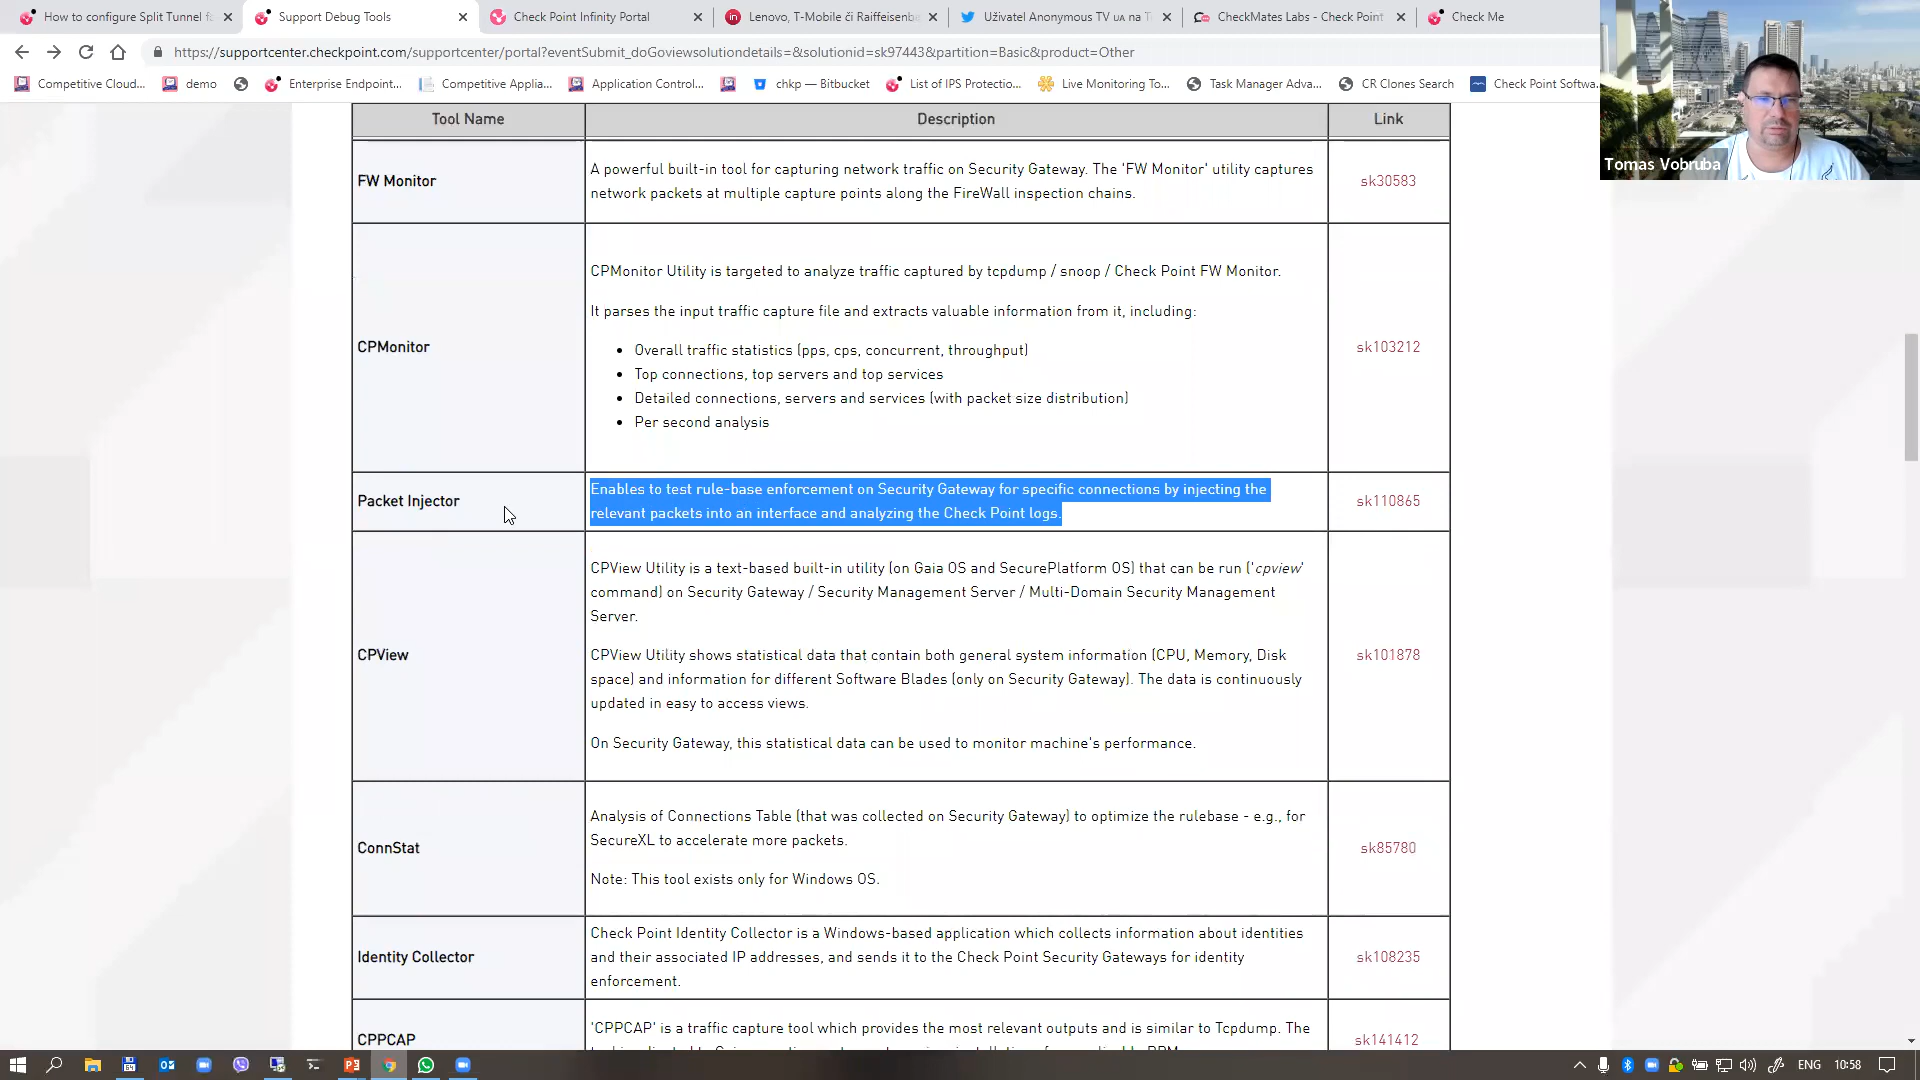 How to configure Split Tunnel f
Support Debug Tools
Check Point Infinity Portal
Lenovo, T-Mobile či Raiffeisenb
Uživatel Anonymous TV UA na T
CheckMates Labs - Check Point
Check Me
https://supportcenter.checkpoint.com/supportcenter/portal?eventSubmit_doGoviewsolutiondetails=&solutionid=sk97443&partition=Basic&product=Other
Competitive Cloud...
demo
Enterprise Endpoint...
Competitive Applia...
Application Control...
chkp — Bitbucket
List of IPS Protectio...
Live Monitoring To...
Task Manager Adva...
CR Clones Search
Check Point Softwa
Tomas Vobruba
Tool Name
Description
Link
FW Monitor
A powerful built-in tool for capturing network traffic on Security Gateway. The 'FW Monitor' utility captures
network packets at multiple capture points along the FireWall inspection chains.
sk30583
CPMonitor
CPMonitor Utility is targeted to analyze traffic captured by tcpdump / snoop / Check Point FW Monitor.
It parses the input traffic capture file and extracts valuable information from it, including:
• Overall traffic statistics (pps, cps, concurrent, throughput)
• Top connections, top servers and top services
• Detailed connections, servers and services (with packet size distribution)
• Per second analysis
sk103212
Packet Injector
Enables to test rule-base enforcement on Security Gateway for specific connections by injecting the
relevant packets into an interface and analyzing the Check Point logs.
sk110865
CPView
CPView Utility is a text-based built-in utility (on Gaia OS and SecurePlatform OS) that can be run ('cpview'
command) on Security Gateway / Security Management Server / Multi-Domain Security Management
Server.
CPView Utility shows statistical data that contain both general system information (CPU, Memory, Disk
space) and information for different Software Blades (only on Security Gateway). The data is continuously
updated in easy to access views.
On Security Gateway, this statistical data can be used to monitor machine's performance.
sk101878
ConnStat
Analysis of Connections Table (that was collected on Security Gateway) to optimize the rulebase - e.g., for
SecureXL to accelerate more packets.
Note: This tool exists only for Windows OS.
sk85780
Identity Collector
Check Point Identity Collector is a Windows-based application which collects information about identities
and their associated IP addresses, and sends it to the Check Point Security Gateways for identity
enforcement.
sk108235
CPPCAP
'CPPCAP' is a traffic capture tool which provides the most relevant outputs and is similar to Tcpdump. The
sk141412
ENG
10:58